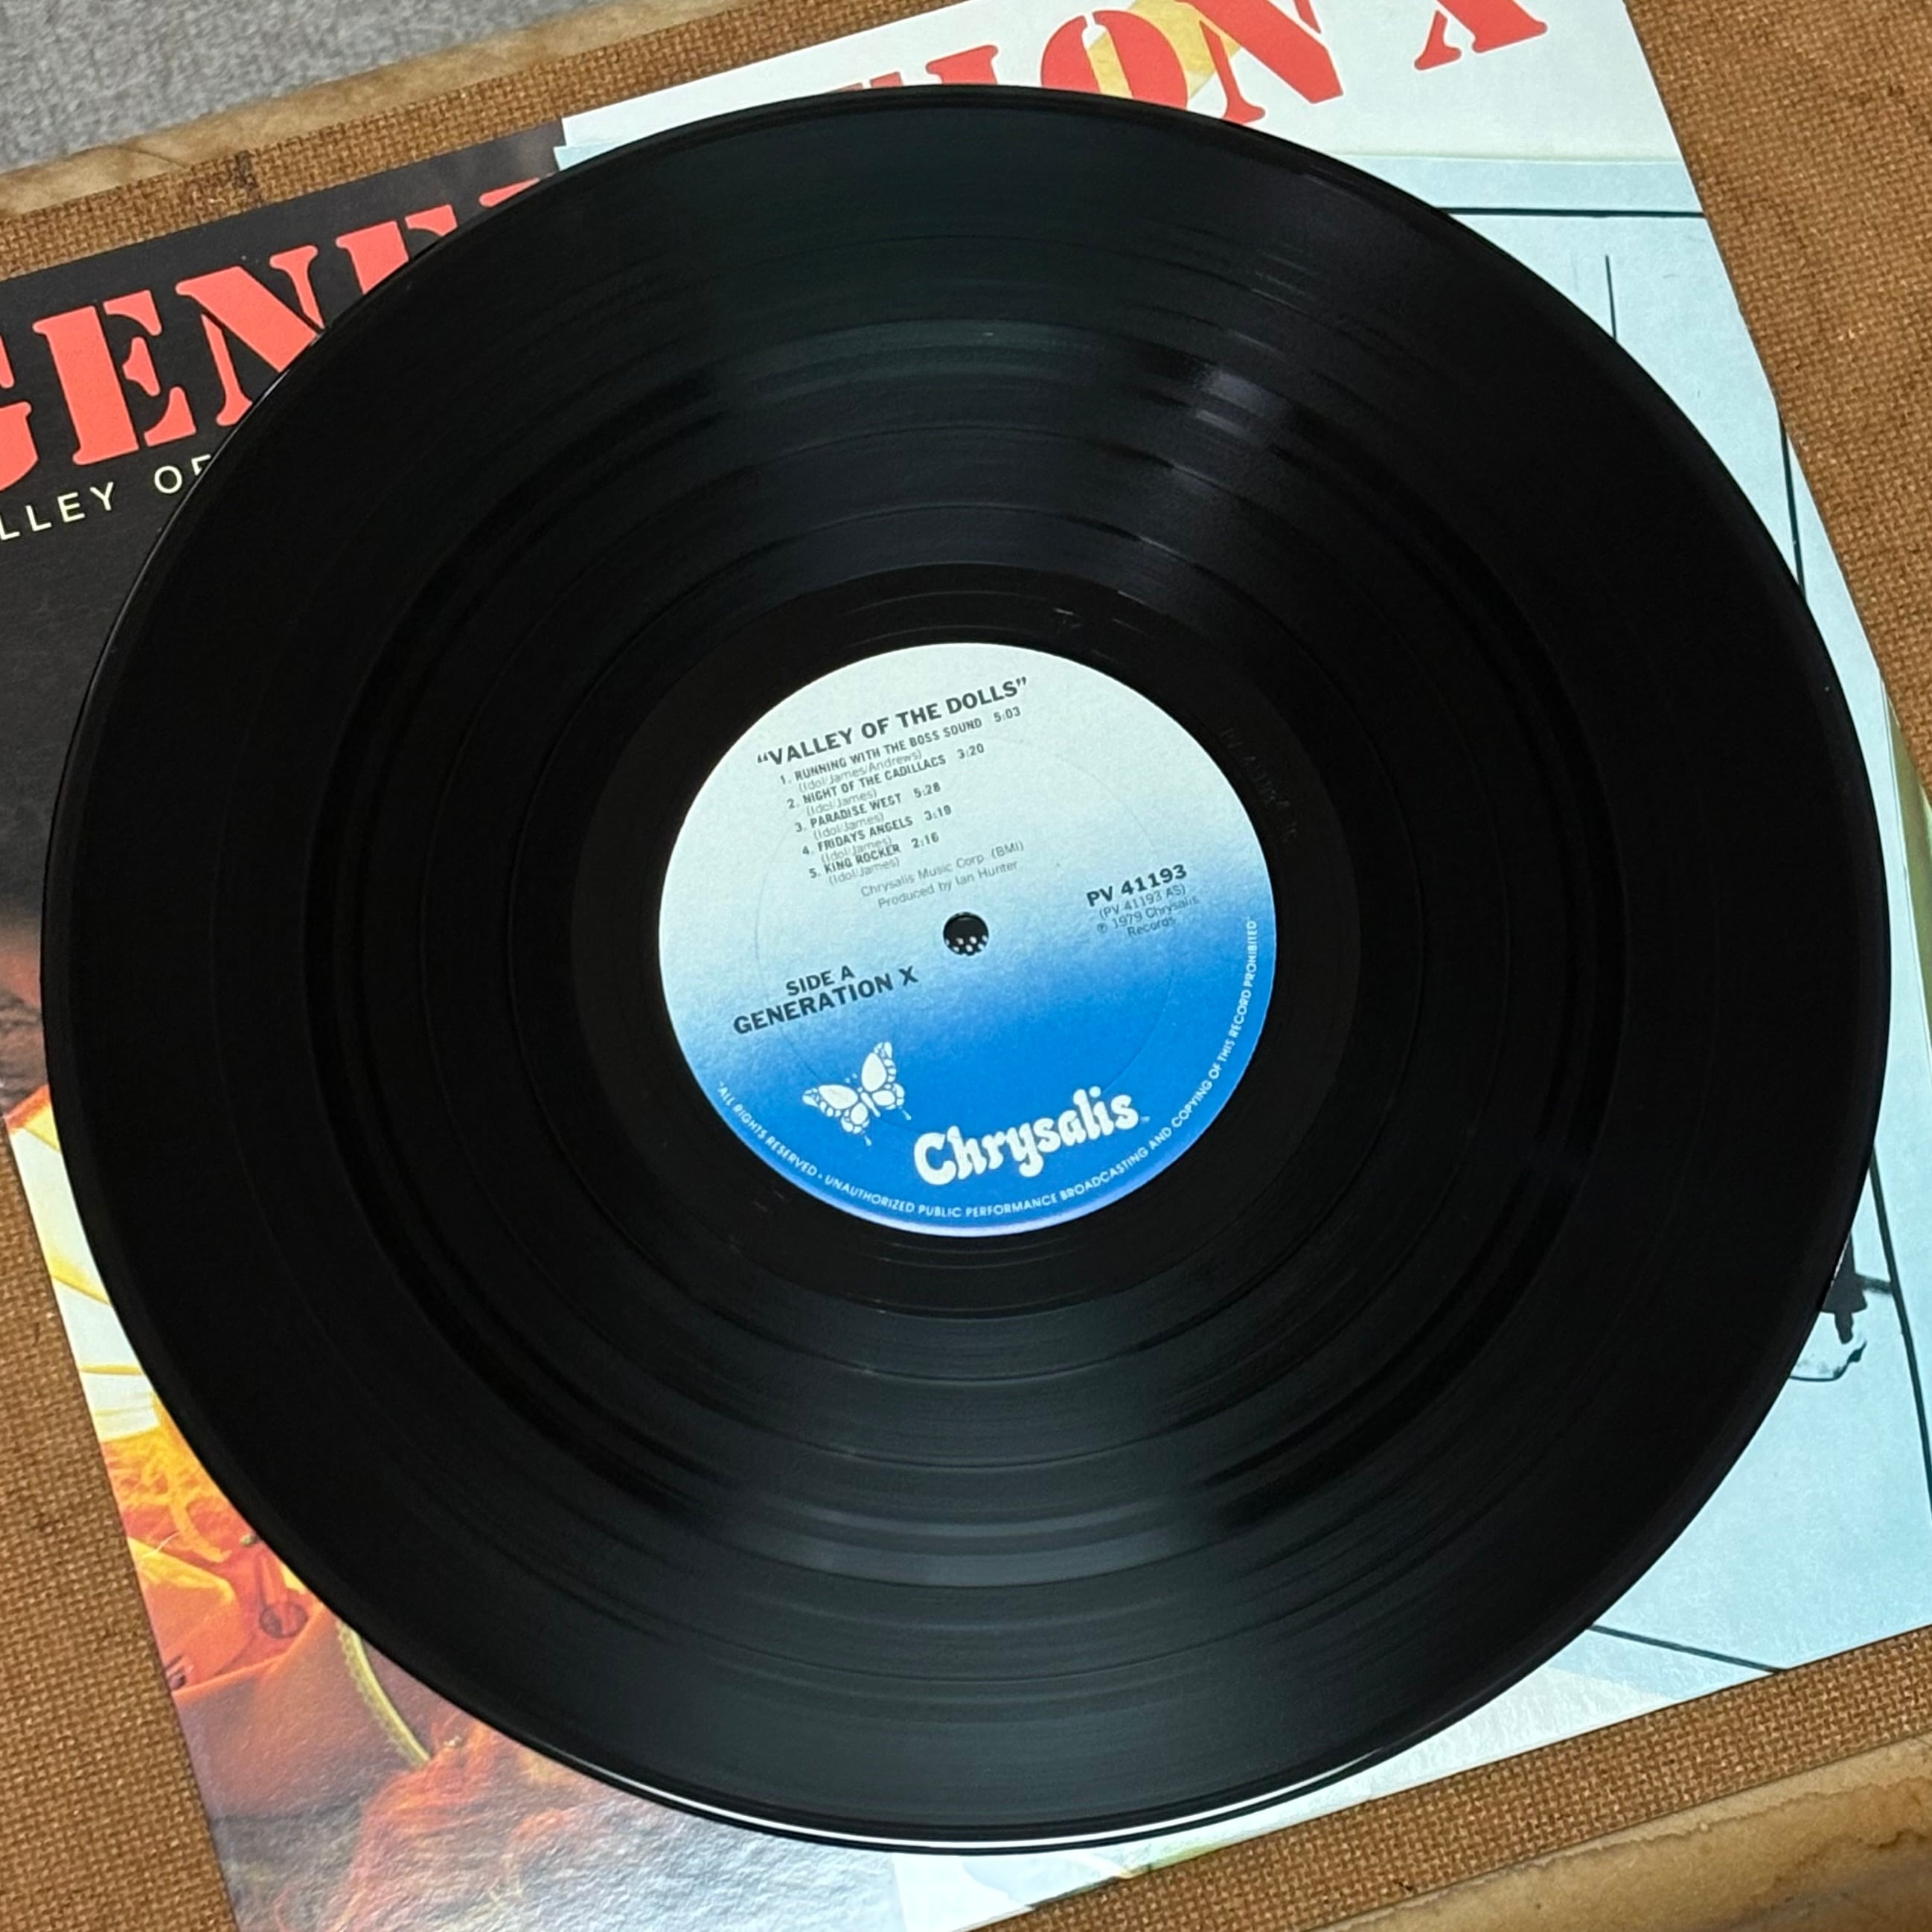 GENE
LLEY OF
TION X
“VALLEY OF THE DOLLS”
1. RUNNING WITH THE BOSS SOUND 5:03
(Idol/James/Andrews)
2. NIGHT OF THE CADILLACS 3:20
(Idol/James)
3. PARADISE WEST 5:28
(Idol/James)
4. FRIDAYS ANGELS 3:19
(Idol/James)
5. KING ROCKER 2:16
(Idol/James)
Chrysalis Music Corp. (BMI)
Produced by Ian Hunter
PV 41193
(PV 41193 AS)
℗ 1979 Chrysalis
Records
SIDE A
GENERATION X
Chrysalis
ALL RIGHTS RESERVED - UNAUTHORIZED PUBLIC PERFORMANCE BROADCASTING AND COPYING OF THIS RECORD PROHIBITED